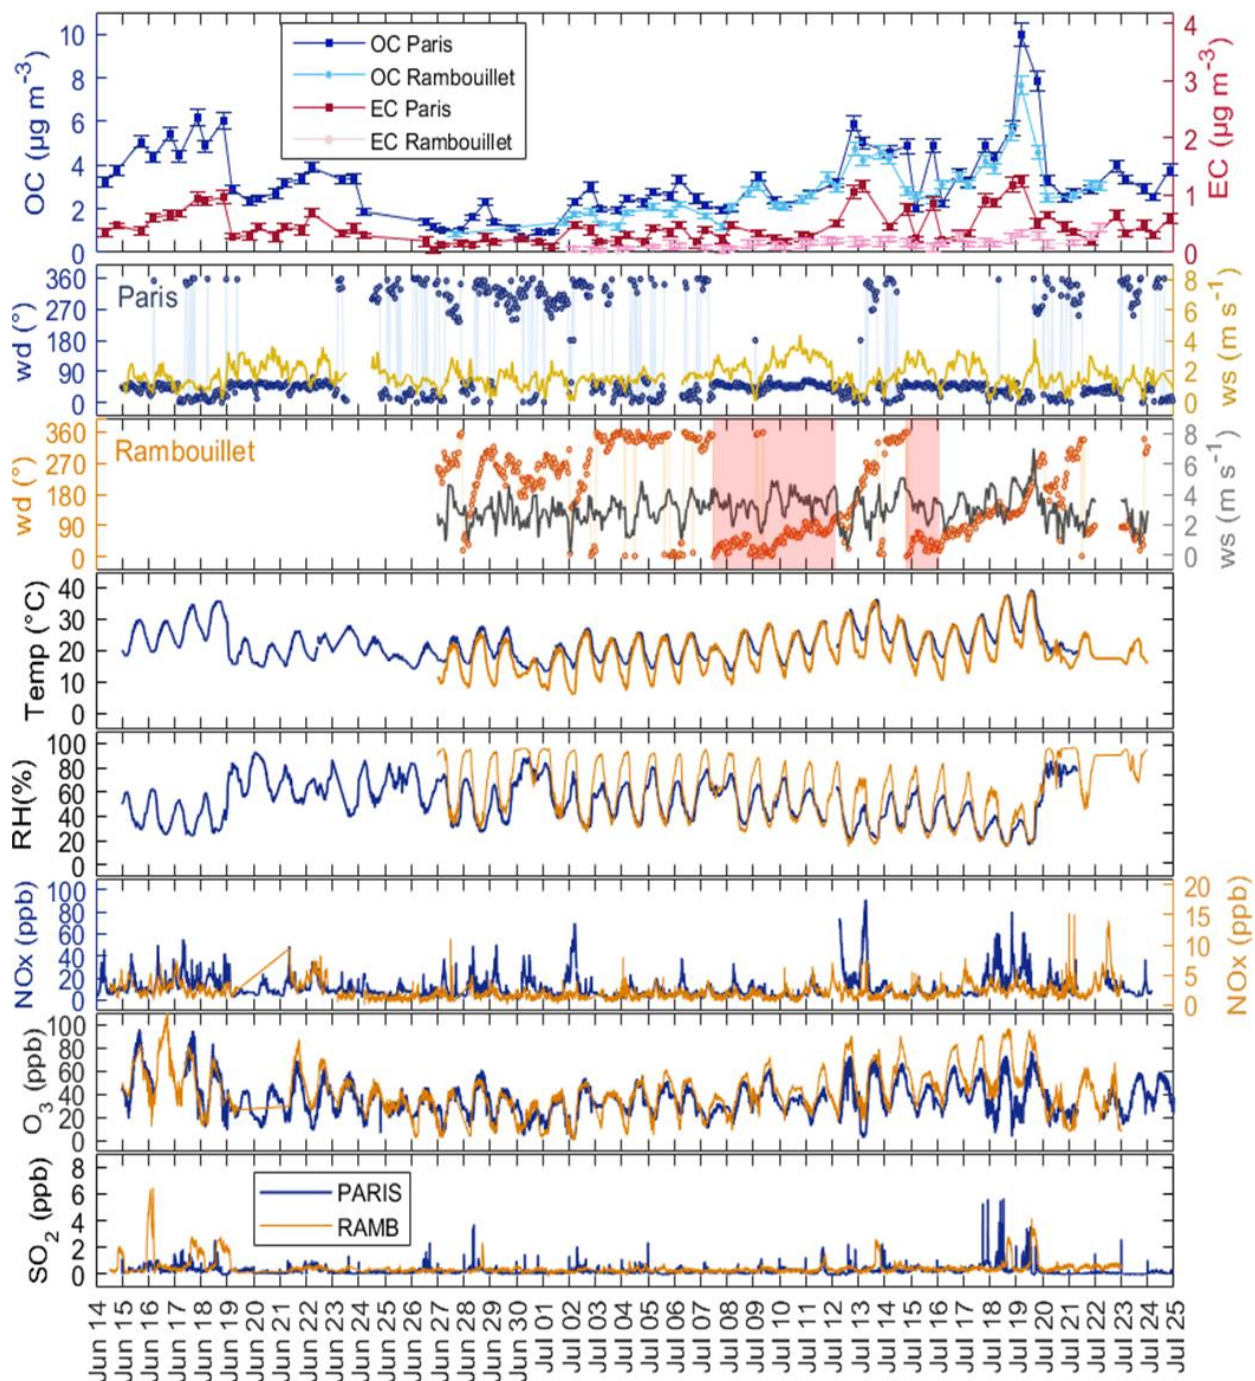 OC (µg m⁻³)
10
8
6
4
2
0
OC Paris
OC Rambouillet
EC Paris
EC Rambouillet
4
3
2
1
0
EC (µg m⁻³)
wd (°)
360
270
180
90
0
Paris
8
6
4
2
0
ws (m s⁻¹)
wd (°)
360
270
180
90
0
Rambouillet
8
6
4
2
0
ws (m s⁻¹)
Temp (°C)
40
30
20
10
0
RH(%)
100
80
60
40
20
0
NOx (ppb)
100
80
60
40
20
0
20
15
10
5
0
NOx (ppb)
O₃ (ppb)
100
80
60
40
20
0
SO₂ (ppb)
8
6
4
2
0
PARIS
RAMB
Jun 14
Jun 15
Jun 16
Jun 17
Jun 18
Jun 19
Jun 20
Jun 21
Jun 22
Jun 23
Jun 24
Jun 25
Jun 26
Jun 27
Jun 28
Jun 29
Jun 30
Jul 01
Jul 02
Jul 03
Jul 04
Jul 05
Jul 06
Jul 07
Jul 08
Jul 09
Jul 10
Jul 11
Jul 12
Jul 13
Jul 14
Jul 15
Jul 16
Jul 17
Jul 18
Jul 19
Jul 20
Jul 21
Jul 22
Jul 23
Jul 24
Jul 25